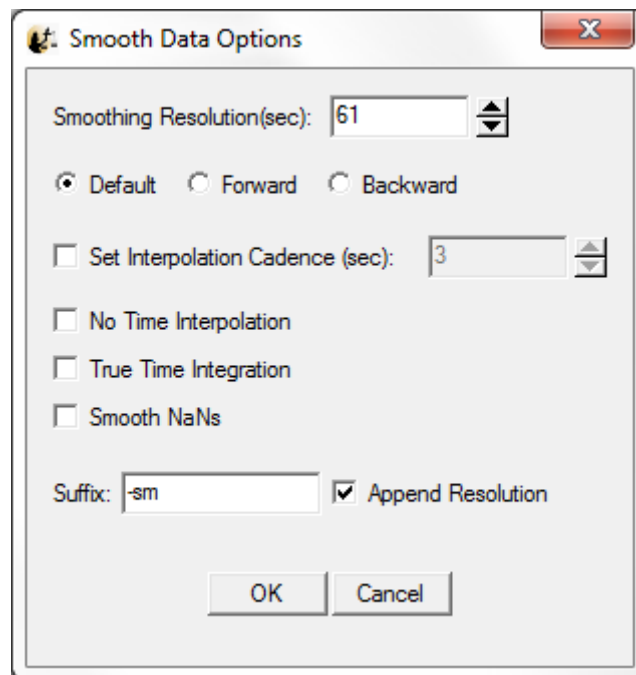 Smooth Data Options
Smoothing Resolution(sec): 61
Default Forward Backward
Set Interpolation Cadence (sec): 3
No Time Interpolation
True Time Integration
Smooth NaNs
Suffix: -sm Append Resolution
OK Cancel